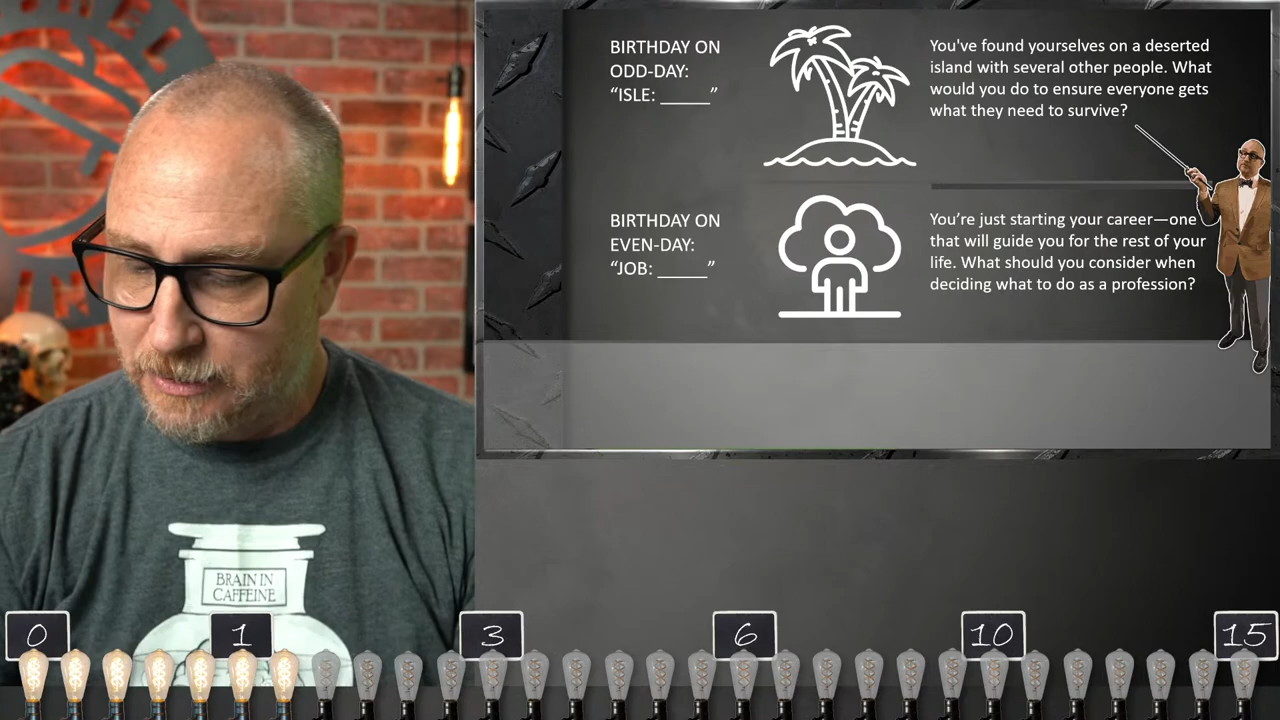 BIRTHDAY ON
ODD-DAY:
“ISLE: _____”
You've found yourselves on a deserted
island with several other people. What
would you do to ensure everyone gets
what they need to survive?
BIRTHDAY ON
EVEN-DAY:
“JOB: _____”
You’re just starting your career—one
that will guide you for the rest of your
life. What should you consider when
deciding what to do as a profession?
BRAIN IN
CAFFEINE
0
1
3
6
10
15